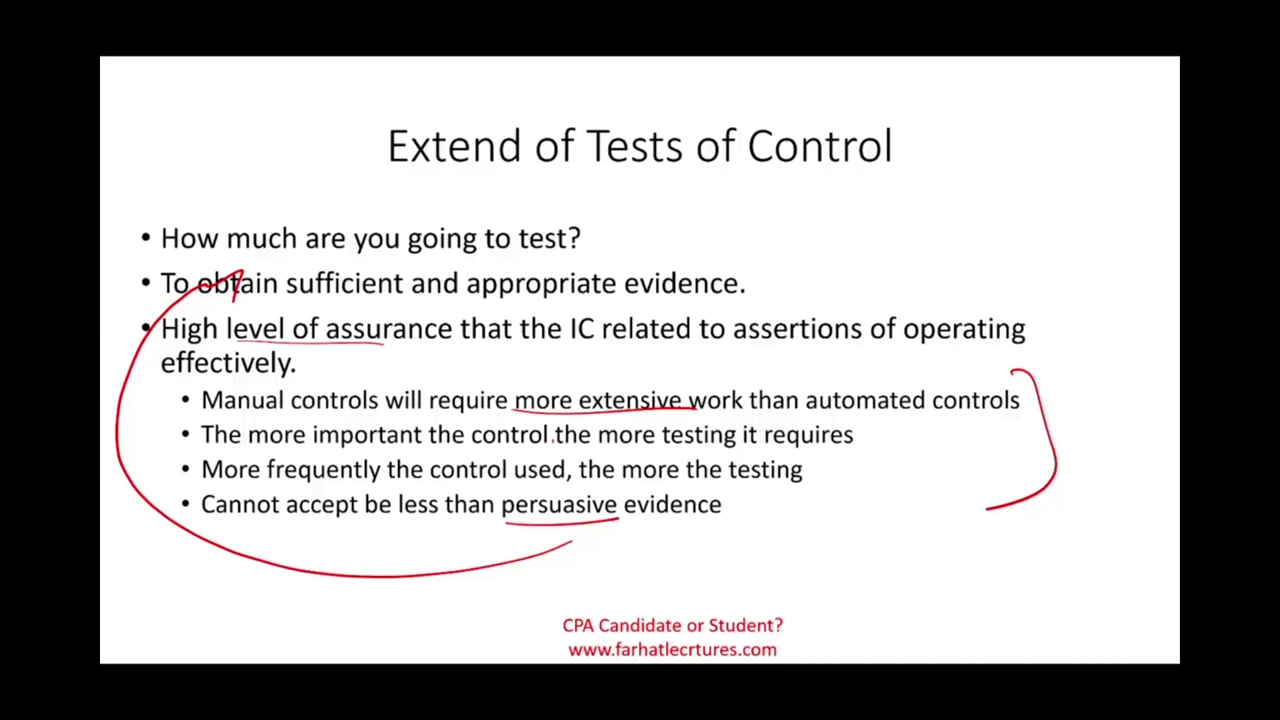 Extend of Tests of Control
• How much are you going to test?
• To obtain sufficient and appropriate evidence.
• High level of assurance that the IC related to assertions of operating
effectively.
• Manual controls will require more extensive work than automated controls
• The more important the control the more testing it requires
• More frequently the control used, the more the testing
• Cannot accept be less than persuasive evidence
CPA Candidate or Student?
www.farhatlecrtures.com